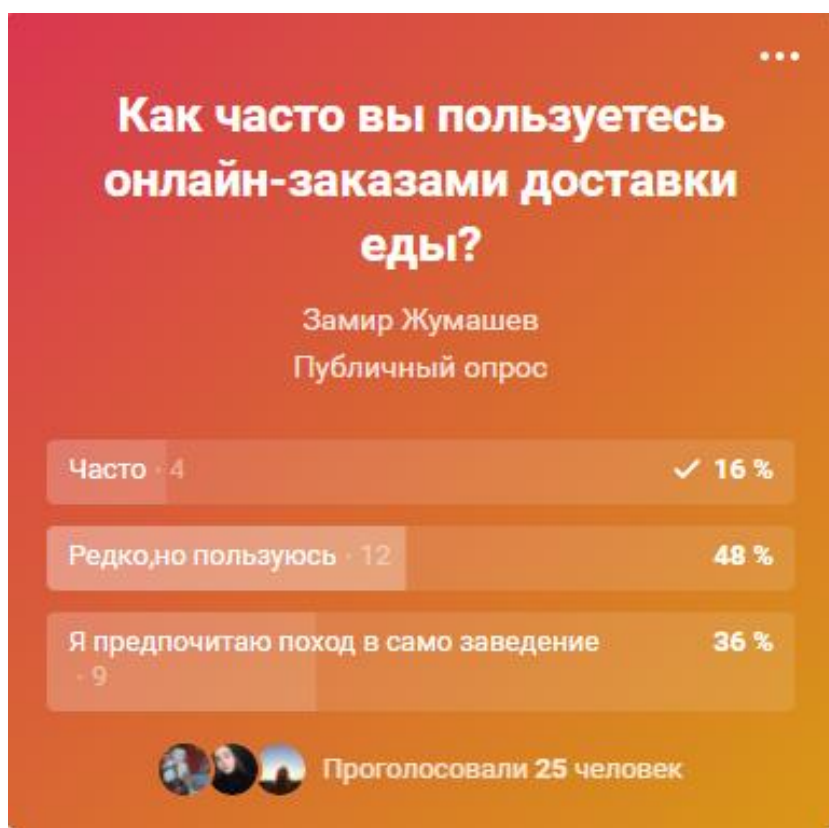 Как часто вы пользуетесь
онлайн-заказами доставки
еды?
Замир Жумашев
Публичный опрос
Часто · 4 16 %
Редко,но пользуюсь · 12 48 %
Я предпочитаю поход в само заведение 36 %
· 9
Проголосовали 25 человек